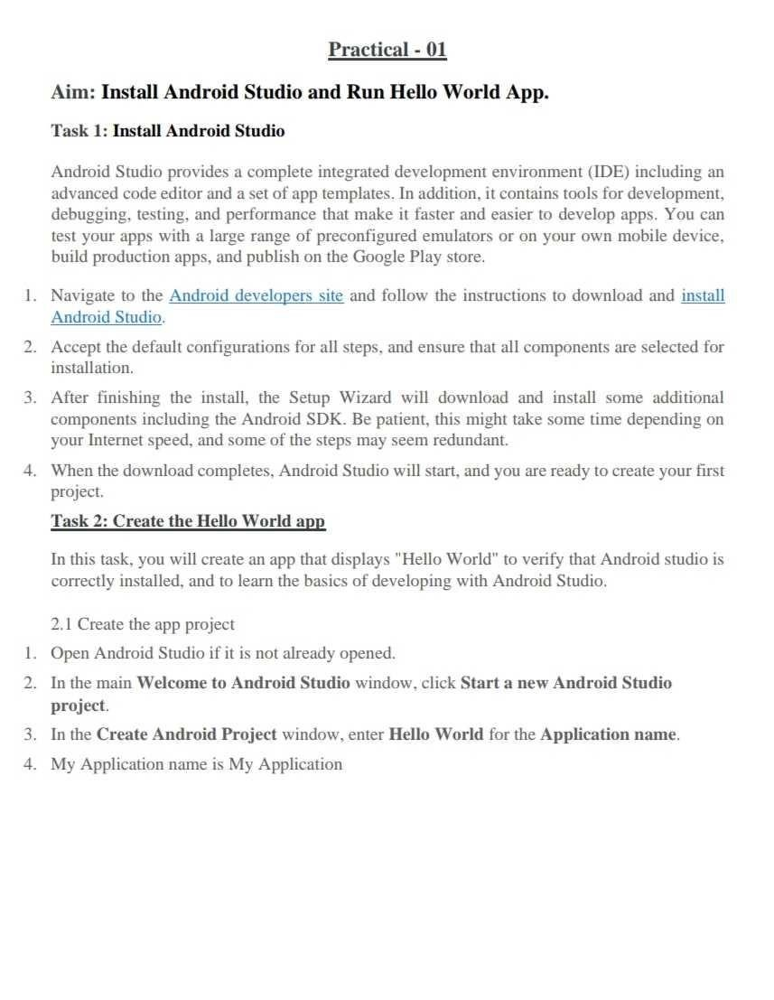 Practical - 01
Aim: Install Android Studio and Run Hello World App.
Task 1: Install Android Studio
Android Studio provides a complete integrated development environment (IDE) including an
advanced code editor and a set of app templates. In addition, it contains tools for development,
debugging, testing, and performance that make it faster and easier to develop apps. You can
test your apps with a large range of preconfigured emulators or on your own mobile device,
build production apps, and publish on the Google Play store.
1. Navigate to the Android developers site and follow the instructions to download and install
Android Studio.
2. Accept the default configurations for all steps, and ensure that all components are selected for
installation.
3. After finishing the install, the Setup Wizard will download and install some additional
components including the Android SDK. Be patient, this might take some time depending on
your Internet speed, and some of the steps may seem redundant.
4. When the download completes, Android Studio will start, and you are ready to create your first
project.
Task 2: Create the Hello World app
In this task, you will create an app that displays "Hello World" to verify that Android studio is
correctly installed, and to learn the basics of developing with Android Studio.
2.1 Create the app project
1. Open Android Studio if it is not already opened.
2. In the main Welcome to Android Studio window, click Start a new Android Studio
project.
3. In the Create Android Project window, enter Hello World for the Application name.
4. My Application name is My Application